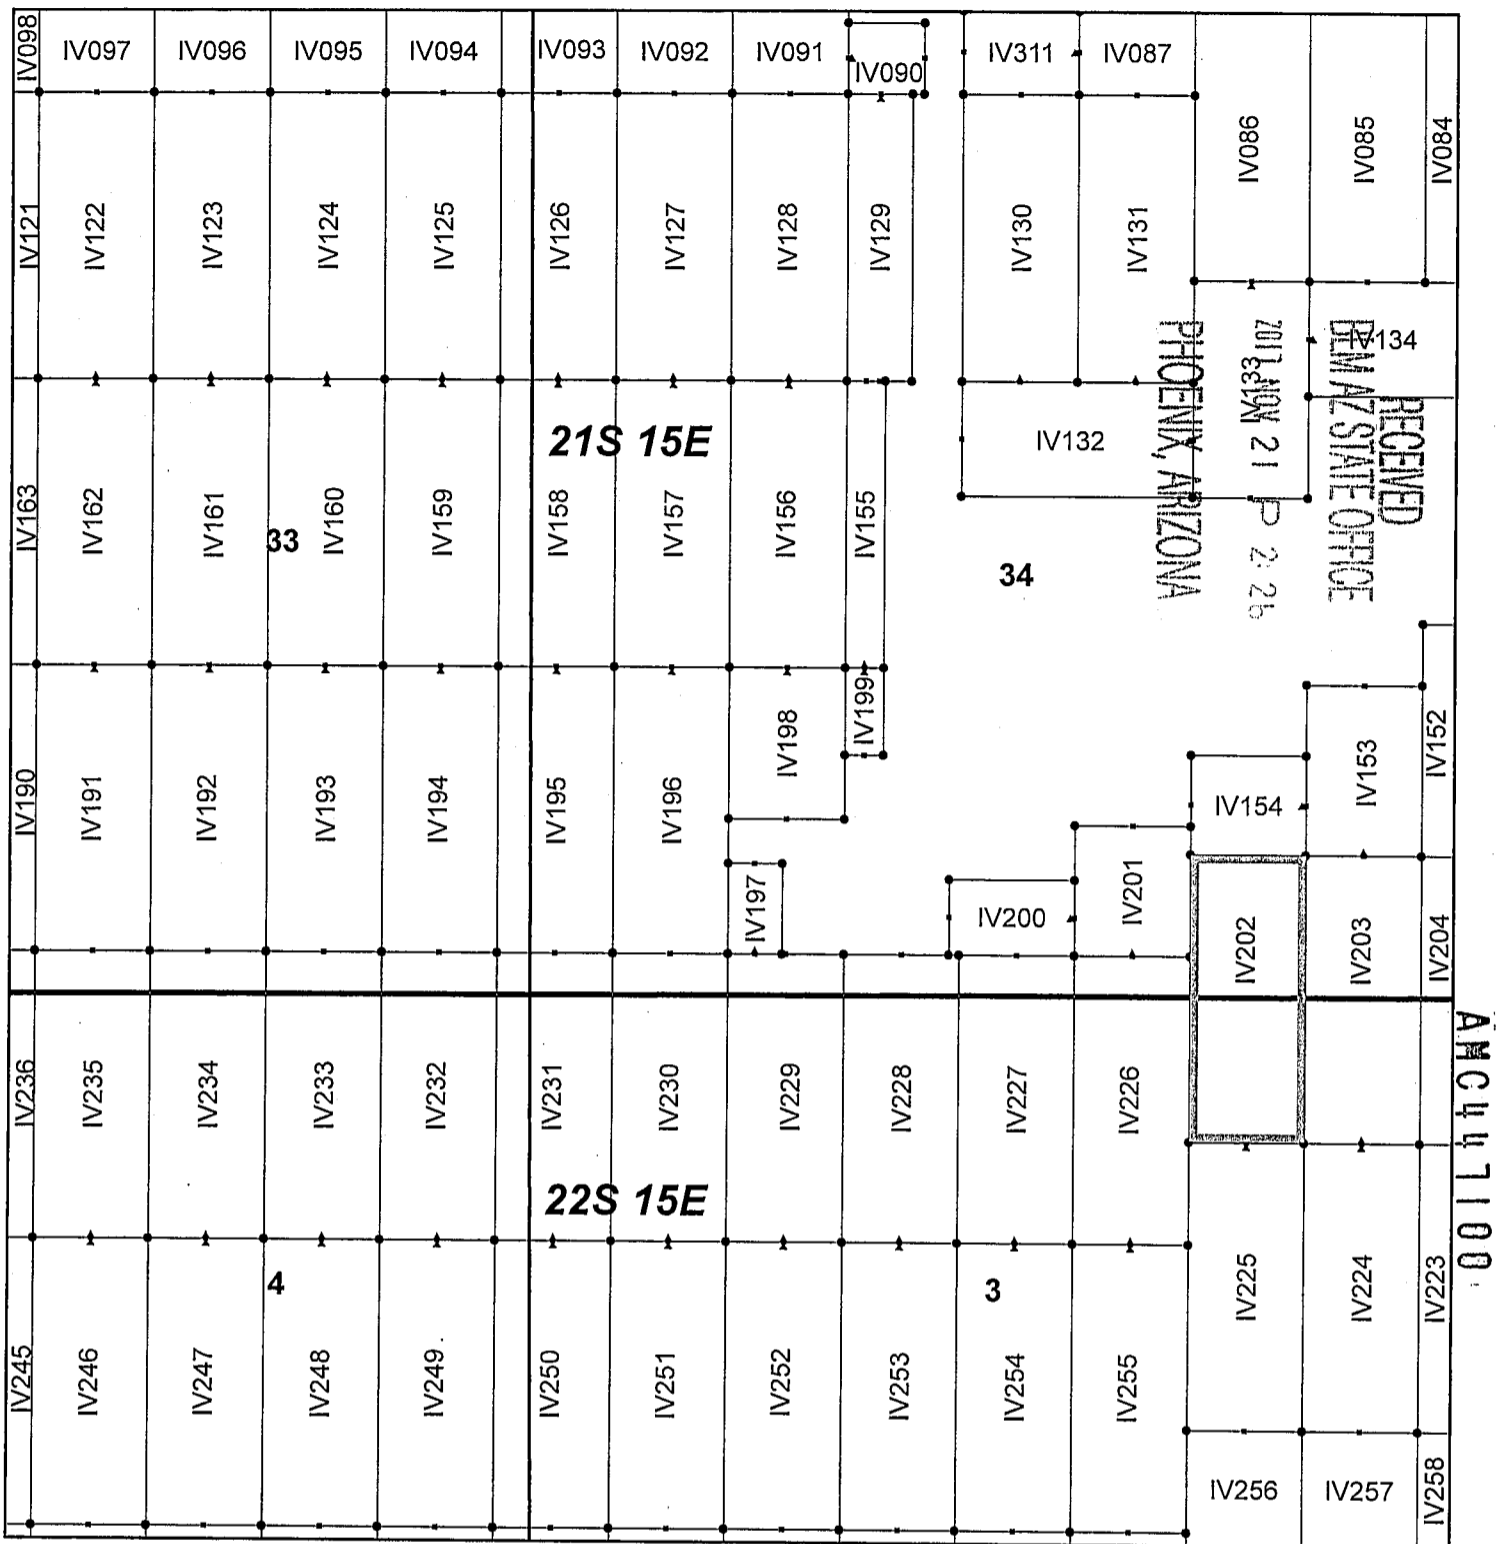 IV098 IV097 IV096 IV095 IV094 IV093 IV092 IV091 IV090 IV311 IV087
IV086 IV085 IV084
IV121 IV122 IV123 IV124 IV125 IV126 IV127 IV128 IV129 IV130 IV131
IV133 IV134
RECEIVED
BLM AZ STATE OFFICE
2017 NOV 21 P 2:26
PHOENIX, ARIZONA
21S 15E
IV132
IV163 IV162 IV161 IV160 IV159 IV158 IV157 IV156 IV155
33
34
IV199 IV198 IV152 IV153
IV190 IV191 IV192 IV193 IV194 IV195 IV196 IV154
IV197 IV200 IV201 IV202 IV203 IV204
AMC447100
IV236 IV235 IV234 IV233 IV232 IV231 IV230 IV229 IV228 IV227 IV226
22S 15E
4
3
IV225 IV224 IV223
IV245 IV246 IV247 IV248 IV249 IV250 IV251 IV252 IV253 IV254 IV255
IV256 IV257 IV258